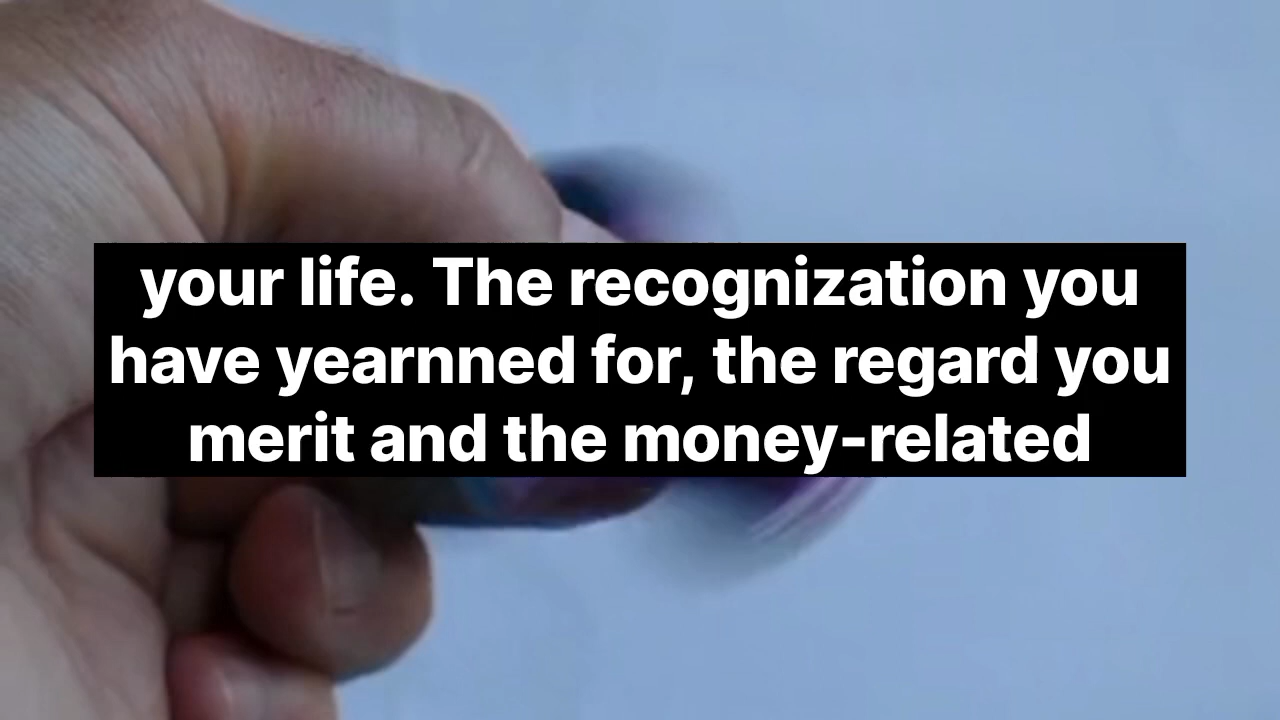 your life. The recognization you
have yearnned for, the regard you
merit and the money-related